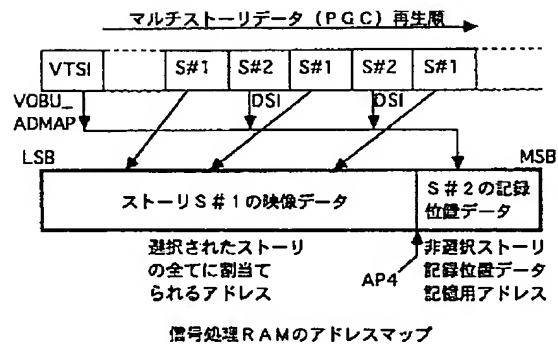 マルチストーリデータ（ＰＧＣ）再生順
VTSI S#1 S#2 S#1 S#2 S#1
VOBU_
ADMAP
DSI DSI
LSB MSB
ストーリＳ＃１の映像データ
Ｓ＃２の記録
位置データ
選択されたストーリ
の全てに割当て
られるアドレス
AP4
非選択ストーリ
記録位置データ
記憶用アドレス
信号処理ＲＡＭのアドレスマップ